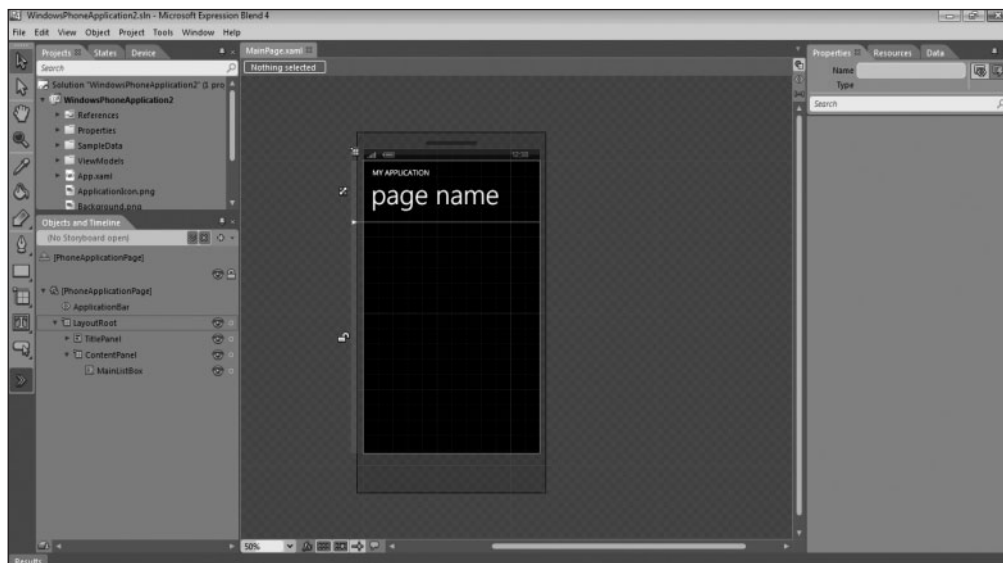 WindowsPhoneApplication2.sln - Microsoft Expression Blend 4
File Edit View Object Project Tools Window Help
Projects States Device
Search
Solution "WindowsPhoneApplication2" (1 pro
WindowsPhoneApplication2
References
Properties
SampleData
ViewModels
App.xaml
ApplicationIcon.png
Background.png
Objects and Timeline
(No Storyboard open)
[PhoneApplicationPage]
[PhoneApplicationPage]
ApplicationBar
LayoutRoot
TitlePanel
ContentPanel
MainListBox
Results
MainPage.xaml
Nothing selected
12:38
MY APPLICATION
page name
50%
Properties Resources Data
Name
Type
Search